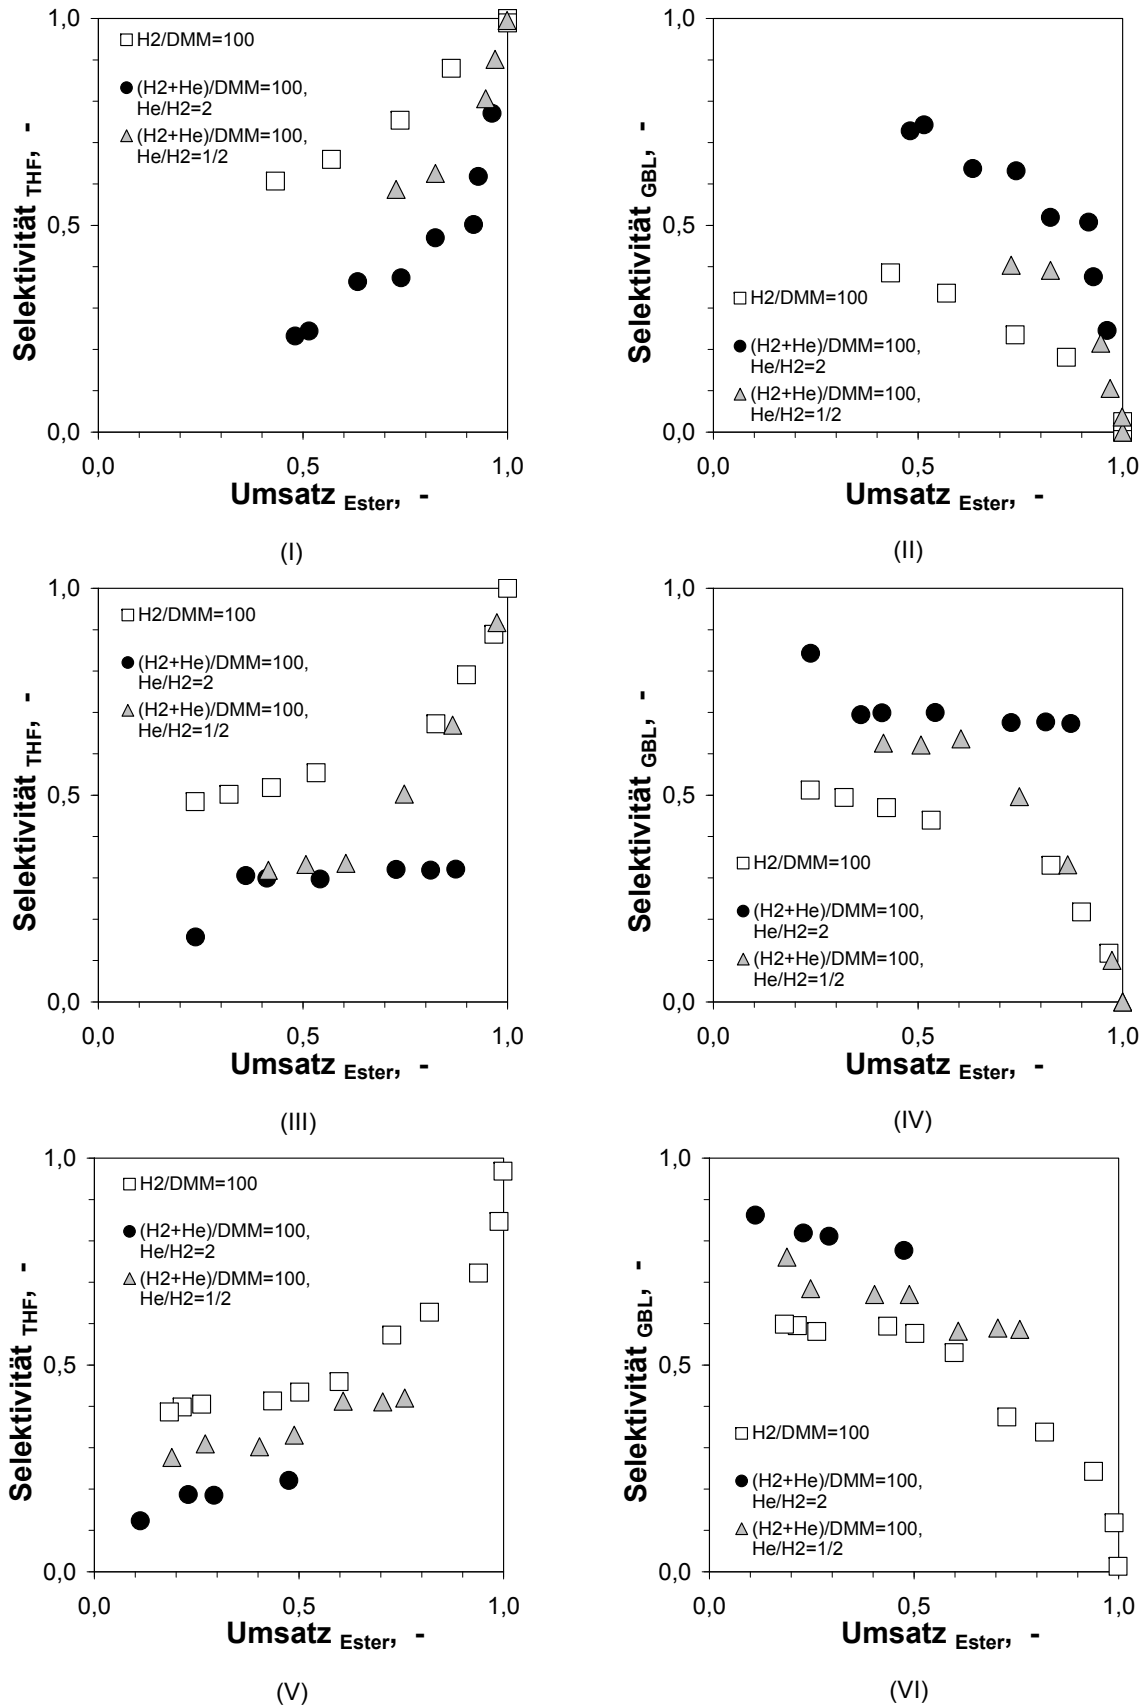 1,0
H2/DMM=100
(H2+He)/DMM=100,
He/H2=2
(H2+He)/DMM=100,
He/H2=1/2
0,5
0,0
Selektivität THF, -
0,0 0,5 1,0
Umsatz Ester, -
(I)
1,0
0,5
H2/DMM=100
(H2+He)/DMM=100,
He/H2=2
(H2+He)/DMM=100,
He/H2=1/2
0,0
Selektivität GBL, -
0,0 0,5 1,0
Umsatz Ester, -
(II)
1,0
H2/DMM=100
(H2+He)/DMM=100,
He/H2=2
(H2+He)/DMM=100,
He/H2=1/2
0,5
0,0
Selektivität THF, -
0,0 0,5 1,0
Umsatz Ester, -
(III)
1,0
0,5
H2/DMM=100
(H2+He)/DMM=100,
He/H2=2
(H2+He)/DMM=100,
He/H2=1/2
0,0
Selektivität GBL, -
0,0 0,5 1,0
Umsatz Ester, -
(IV)
1,0
H2/DMM=100
(H2+He)/DMM=100,
He/H2=2
(H2+He)/DMM=100,
He/H2=1/2
0,5
0,0
Selektivität THF, -
0,0 0,5 1,0
Umsatz Ester, -
(V)
1,0
0,5
H2/DMM=100
(H2+He)/DMM=100,
He/H2=2
(H2+He)/DMM=100,
He/H2=1/2
0,0
Selektivität GBL, -
0,0 0,5 1,0
Umsatz Ester, -
(VI)